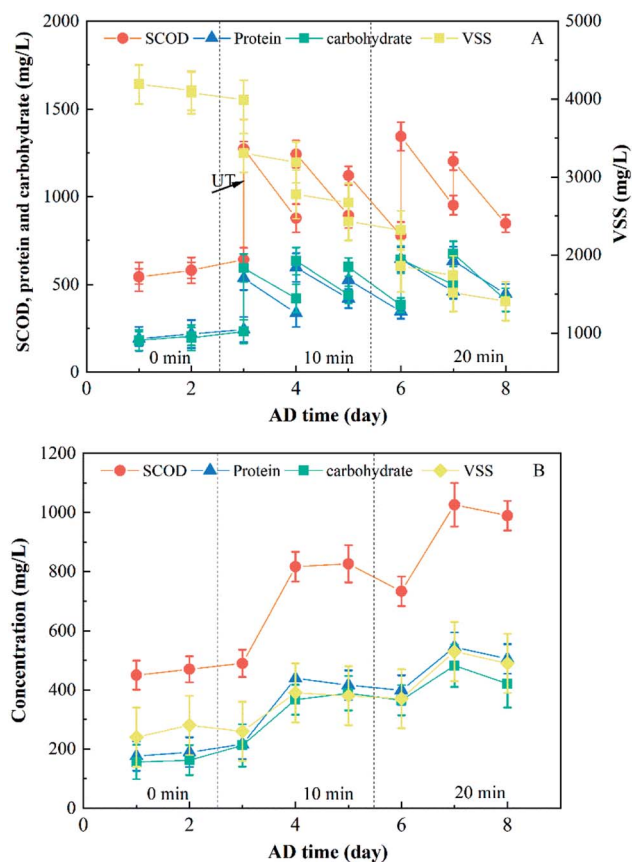 SCOD Protein carbohydrate VSS A
SCOD, protein and carbohydrate (mg/L)
2000
1500
1000
500
0
5000
4000
3000
2000
1000
VSS (mg/L)
UT
0 min 10 min 20 min
0 2 4 6 8
AD time (day)
SCOD Protein carbohydrate VSS B
Concentration (mg/L)
1200
1000
800
600
400
200
0
0 min 10 min 20 min
0 2 4 6 8
AD time (day)